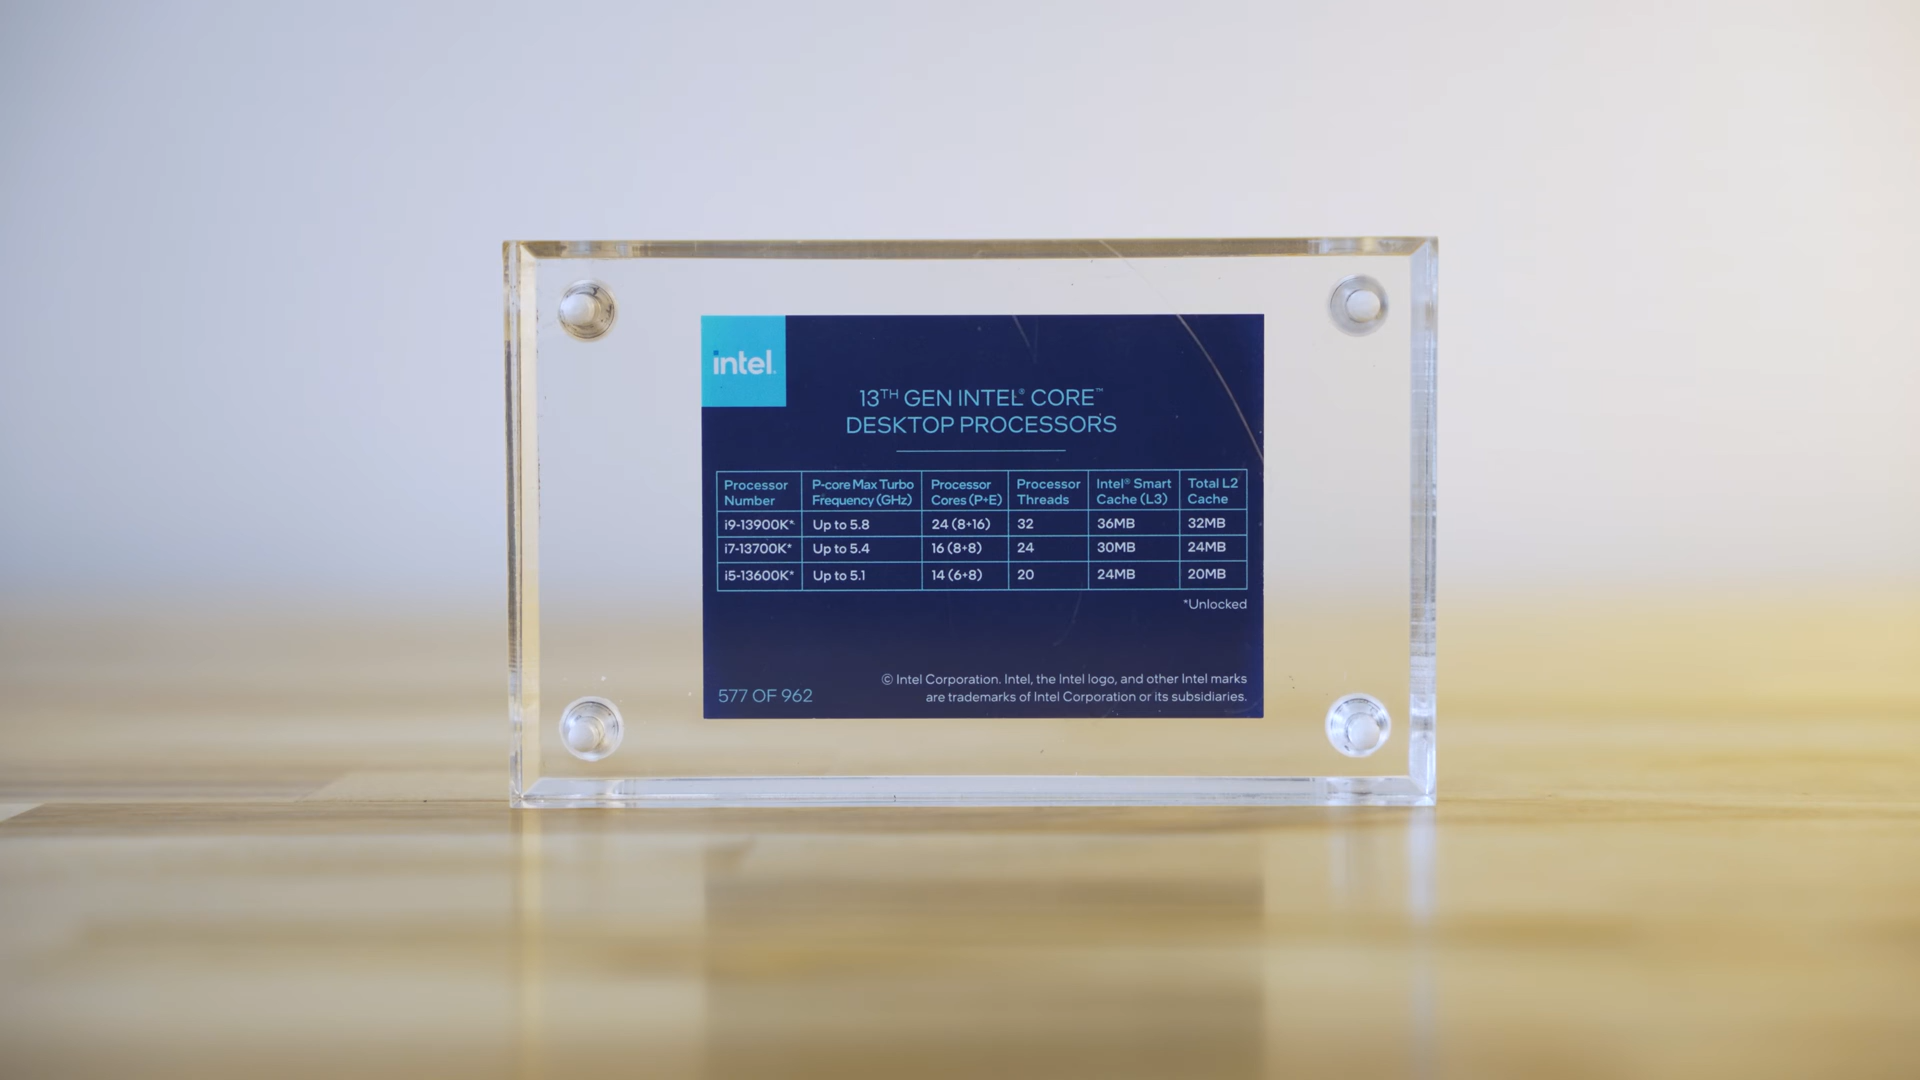 intel.
13TH GEN INTEL® CORE™
DESKTOP PROCESSORS
Processor Number P-core Max Turbo Frequency (GHz) Processor Cores (P+E) Processor Threads Intel® Smart Cache (L3) Total L2 Cache
i9-13900K* Up to 5.8 24 (8+16) 32 36MB 32MB
i7-13700K* Up to 5.4 16 (8+8) 24 30MB 24MB
i5-13600K* Up to 5.1 14 (6+8) 20 24MB 20MB
*Unlocked
© Intel Corporation. Intel, the Intel logo, and other Intel marks
are trademarks of Intel Corporation or its subsidiaries.
577 OF 962